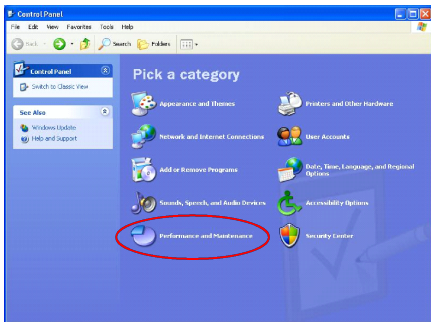 Control Panel
File Edit View Favorites Tools Help
Back Search Folders
Control Panel
Switch to Classic View
See Also
Windows Update
Help and Support
Pick a category
Appearance and Themes
Printers and Other Hardware
Network and Internet Connections
User Accounts
Add or Remove Programs
Date, Time, Language, and Regional
Options
Sounds, Speech, and Audio Devices
Accessibility Options
Performance and Maintenance
Security Center